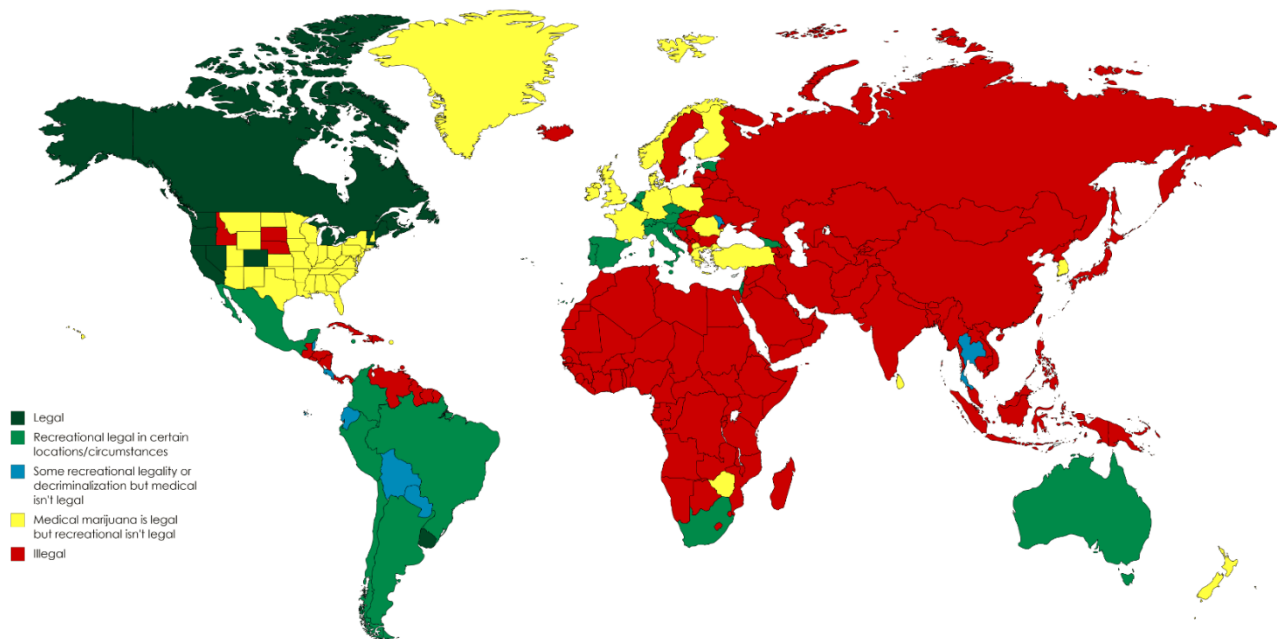 Legal
Recreational legal in certain
locations/circumstances
Some recreational legality or
decriminalization but medical
isn't legal
Medical marijuana is legal
but recreational isn't legal
Illegal